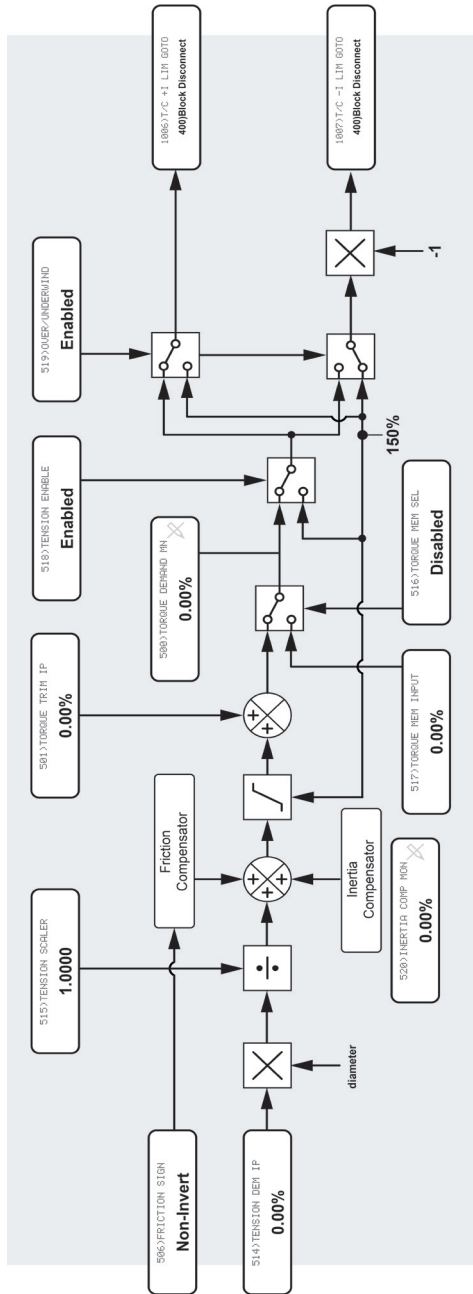 506)FRICTION SIGN
Non-Invert
514)TENSION DEM IP
0.00%
diameter
515)TENSION SCALER
1.0000
Friction
Compensator
Inertia
Compensator
520)INERTIA COMP MON
0.00%
501)TORQUE TRIM IP
0.00%
500)TORQUE DEMAND MN
0.00%
517)TORQUE MEM INPUT
0.00%
516)TORQUE MEM SEL
Disabled
518)TENSION ENABLE
Enabled
519)OVER/UNDERWIND
Enabled
150%
-1
1006)T/C +I LIM GOTO
400)Block Disconnect
1007)T/C -I LIM GOTO
400)Block Disconnect